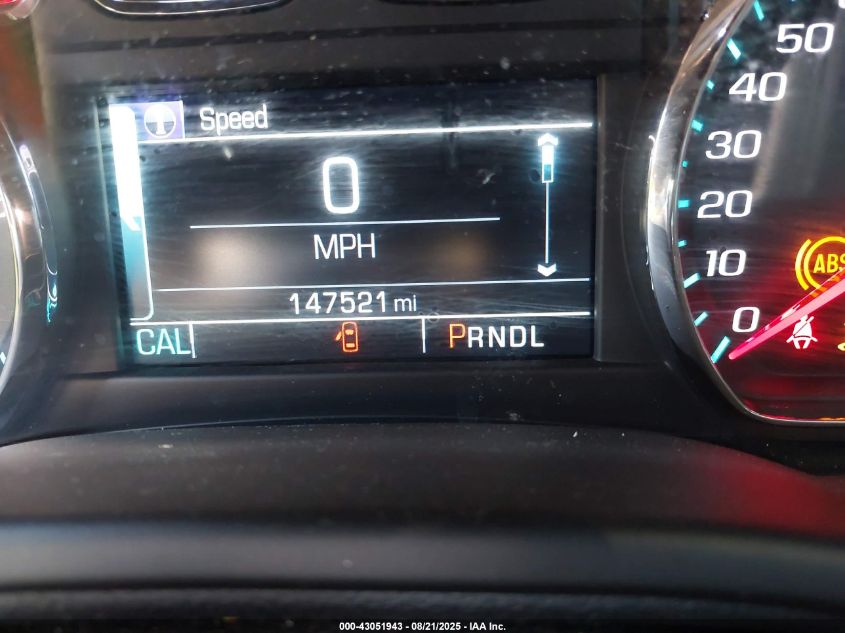 Speed
0
MPH
147521 mi
CAL
PRNDL
50
40
30
20
10
0
ABS
000-43051943 - 08/21/2025 - IAA Inc.